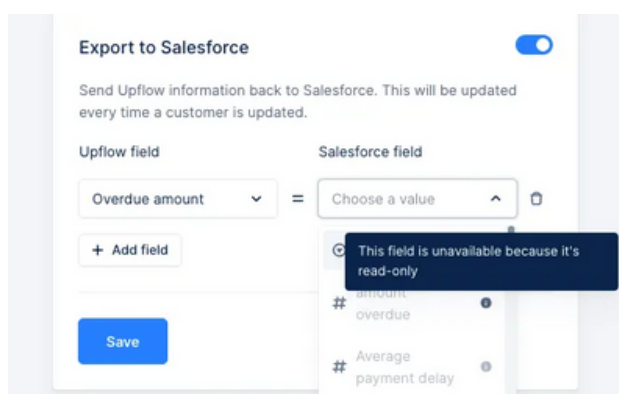 Export to Salesforce
Send Upflow information back to Salesforce. This will be updated
every time a customer is updated.
Upflow field
Salesforce field
Overdue amount
=
Choose a value
+ Add field
This field is unavailable because it's
read-only
# amount
overdue
Save
# Average
payment delay